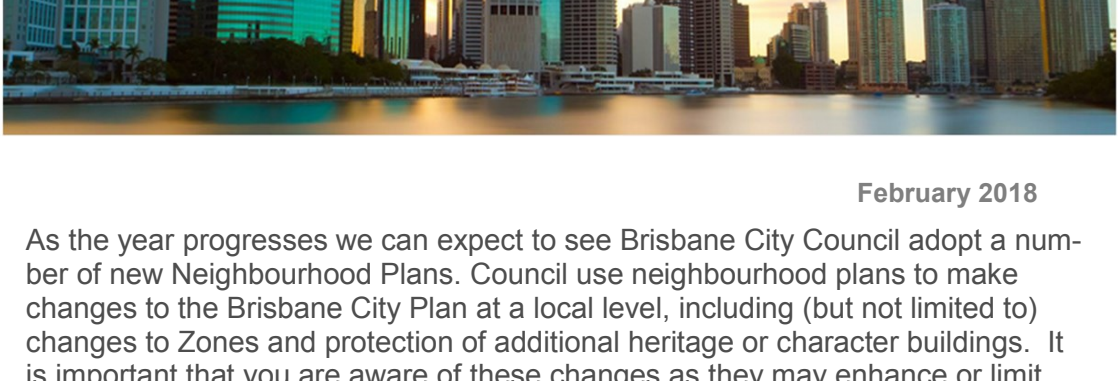 February 2018
As the year progresses we can expect to see Brisbane City Council adopt a num-
ber of new Neighbourhood Plans. Council use neighbourhood plans to make
changes to the Brisbane City Plan at a local level, including (but not limited to)
changes to Zones and protection of additional heritage or character buildings.  It
is important that you are aware of these changes as they may enhance or limit